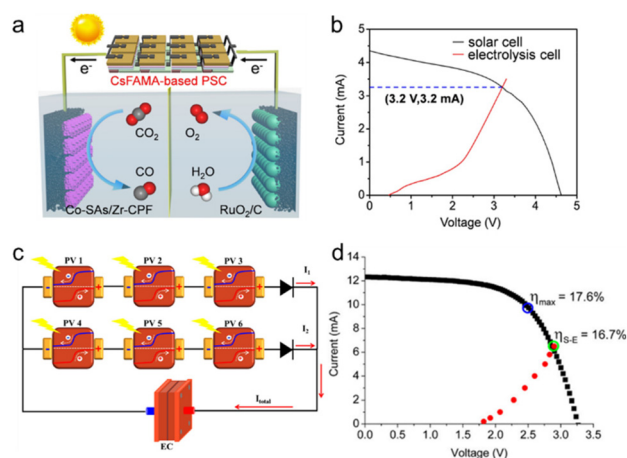 a
e-
e-
CsFAMA-based PSC
CO2
O2
CO
H2O
Co-SAs/Zr-CPF
RuO2/C
b
solar cell
electrolysis cell
(3.2 V,3.2 mA)
Current (mA)
5
4
3
2
1
0
0 1 2 3 4 5
Voltage (V)
c
PV 1 PV 2 PV 3
I1
PV 4 PV 5 PV 6
I2
Itotal
EC
d
ηmax = 17.6%
ηS-E = 16.7%
Current (mA)
14
12
10
8
6
4
2
0
0.0 0.5 1.0 1.5 2.0 2.5 3.0 3.5
Voltage (V)